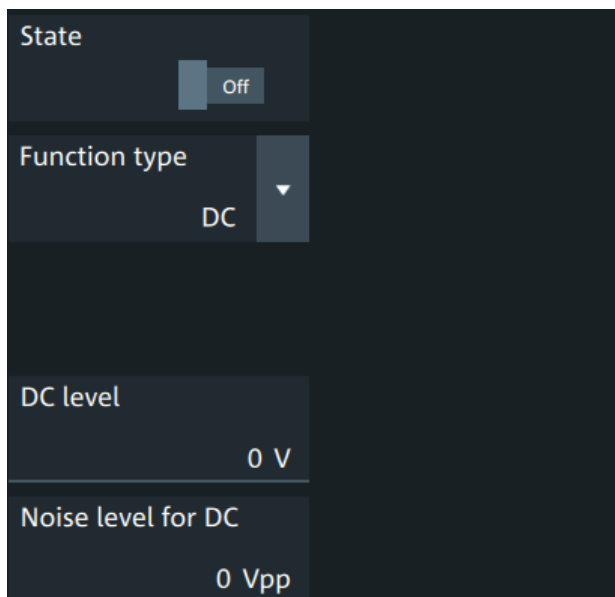 State
Off
Function type
DC
DC level
0 V
Noise level for DC
0 Vpp